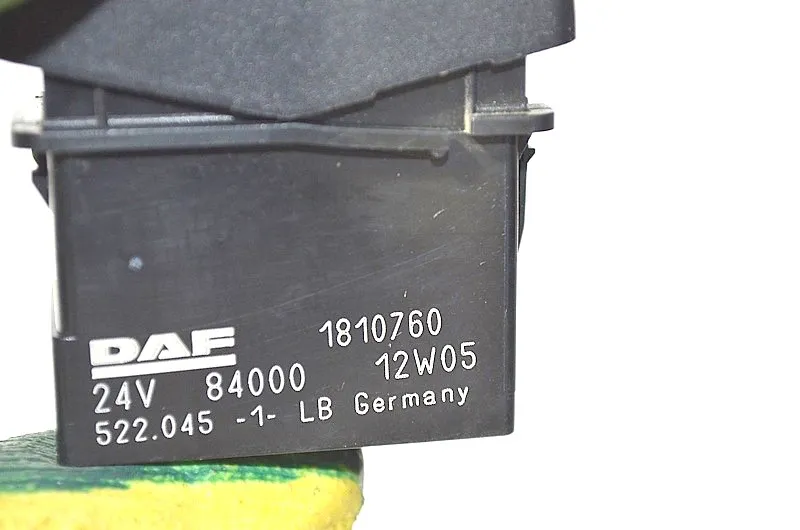 1810760
DAF 12W05
24V 84000
522.045 -1- LB Germany